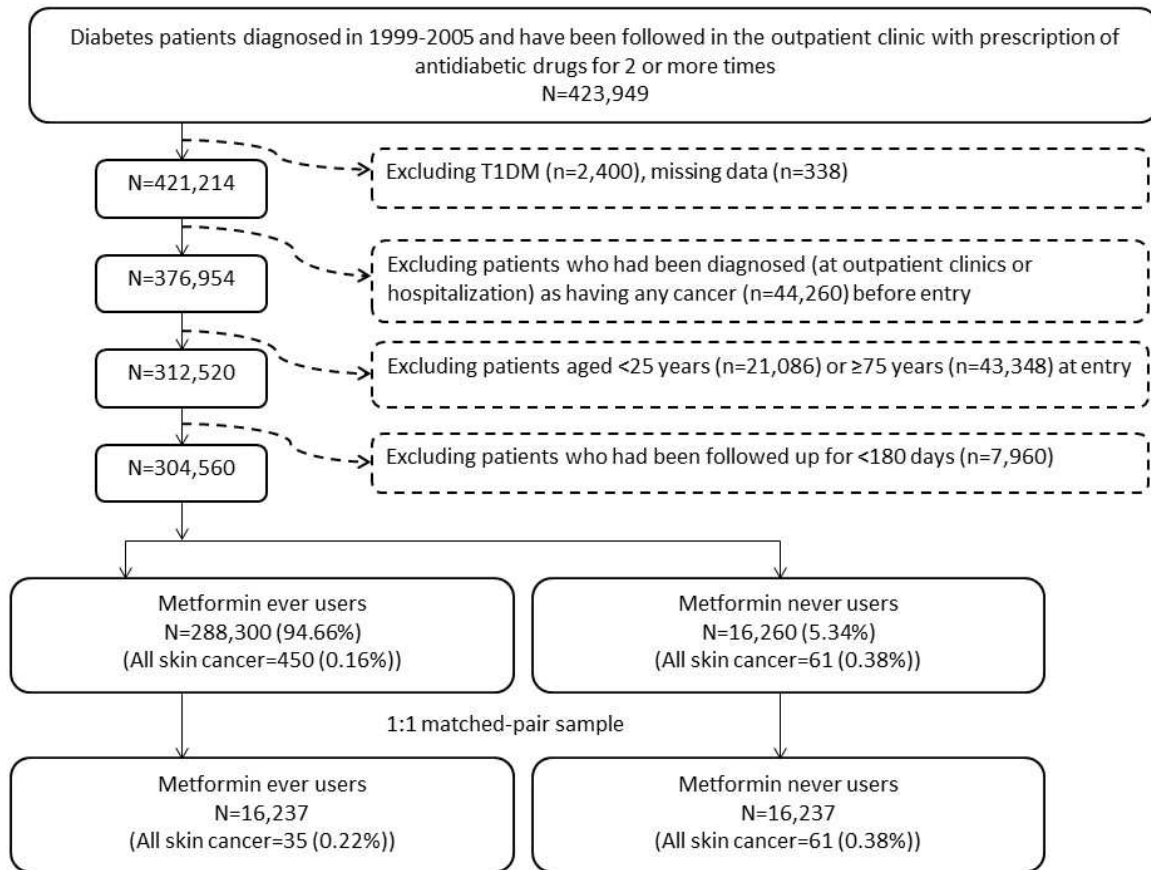 Diabetes patients diagnosed in 1999-2005 and have been followed in the outpatient clinic with prescription of
antidiabetic drugs for 2 or more times
N=423,949
Excluding T1DM (n=2,400), missing data (n=338)
N=421,214
Excluding patients who had been diagnosed (at outpatient clinics or
hospitalization) as having any cancer (n=44,260) before entry
N=376,954
Excluding patients aged <25 years (n=21,086) or ≥75 years (n=43,348) at entry
N=312,520
Excluding patients who had been followed up for <180 days (n=7,960)
N=304,560
Metformin ever users
N=288,300 (94.66%)
(All skin cancer=450 (0.16%))
Metformin never users
N=16,260 (5.34%)
(All skin cancer=61 (0.38%))
1:1 matched-pair sample
Metformin ever users
N=16,237
(All skin cancer=35 (0.22%))
Metformin never users
N=16,237
(All skin cancer=61 (0.38%))